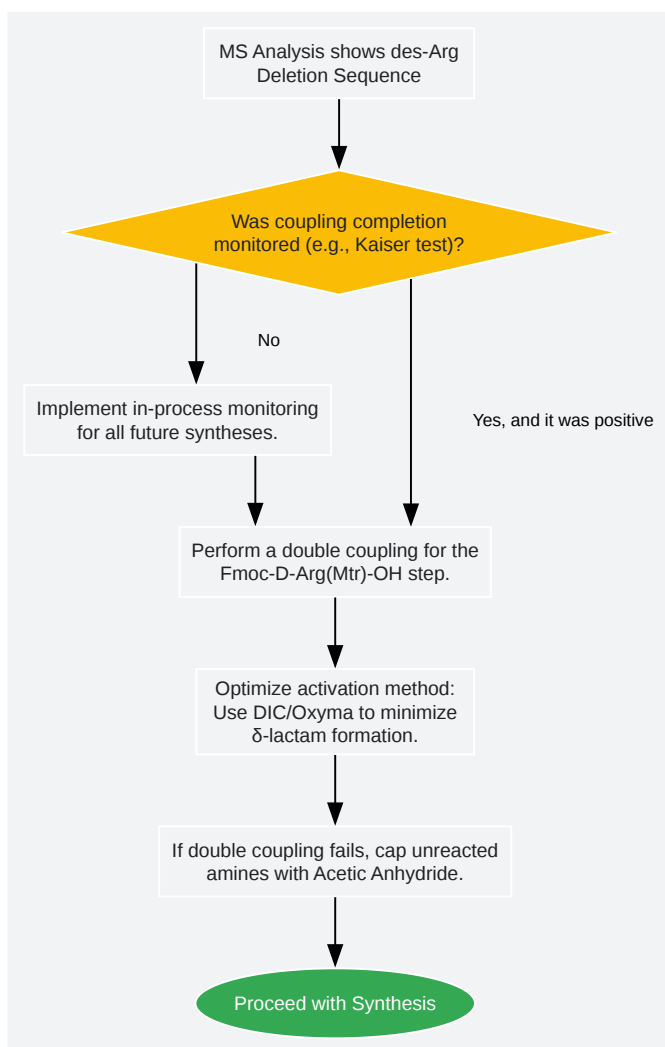 MS Analysis shows des-Arg
Deletion Sequence
Was coupling completion
monitored (e.g., Kaiser test)?
No
Implement in-process monitoring
for all future syntheses.
Yes, and it was positive
Perform a double coupling for the
Fmoc-D-Arg(Mtr)-OH step.
Optimize activation method:
Use DIC/Oxyma to minimize
δ-lactam formation.
If double coupling fails, cap unreacted
amines with Acetic Anhydride.
Proceed with Synthesis